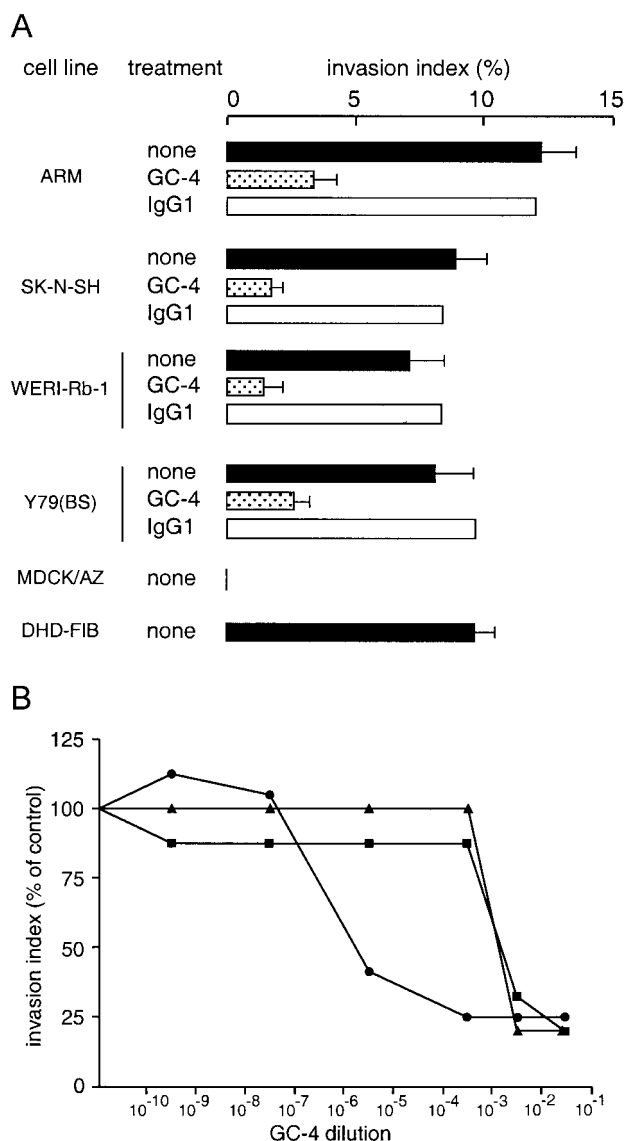 A
cell line treatment invasion index (%)
0 5 10 15
none
ARM GC-4
IgG1
none
SK-N-SH GC-4
IgG1
none
WERI-Rb-1 GC-4
IgG1
none
Y79(BS) GC-4
IgG1
MDCK/AZ none
DHD-FIB none
B
invasion index (% of control)
125
100
75
50
25
0
10-10 10-9 10-8 10-7 10-6 10-5 10-4 10-3 10-2 10-1
GC-4 dilution